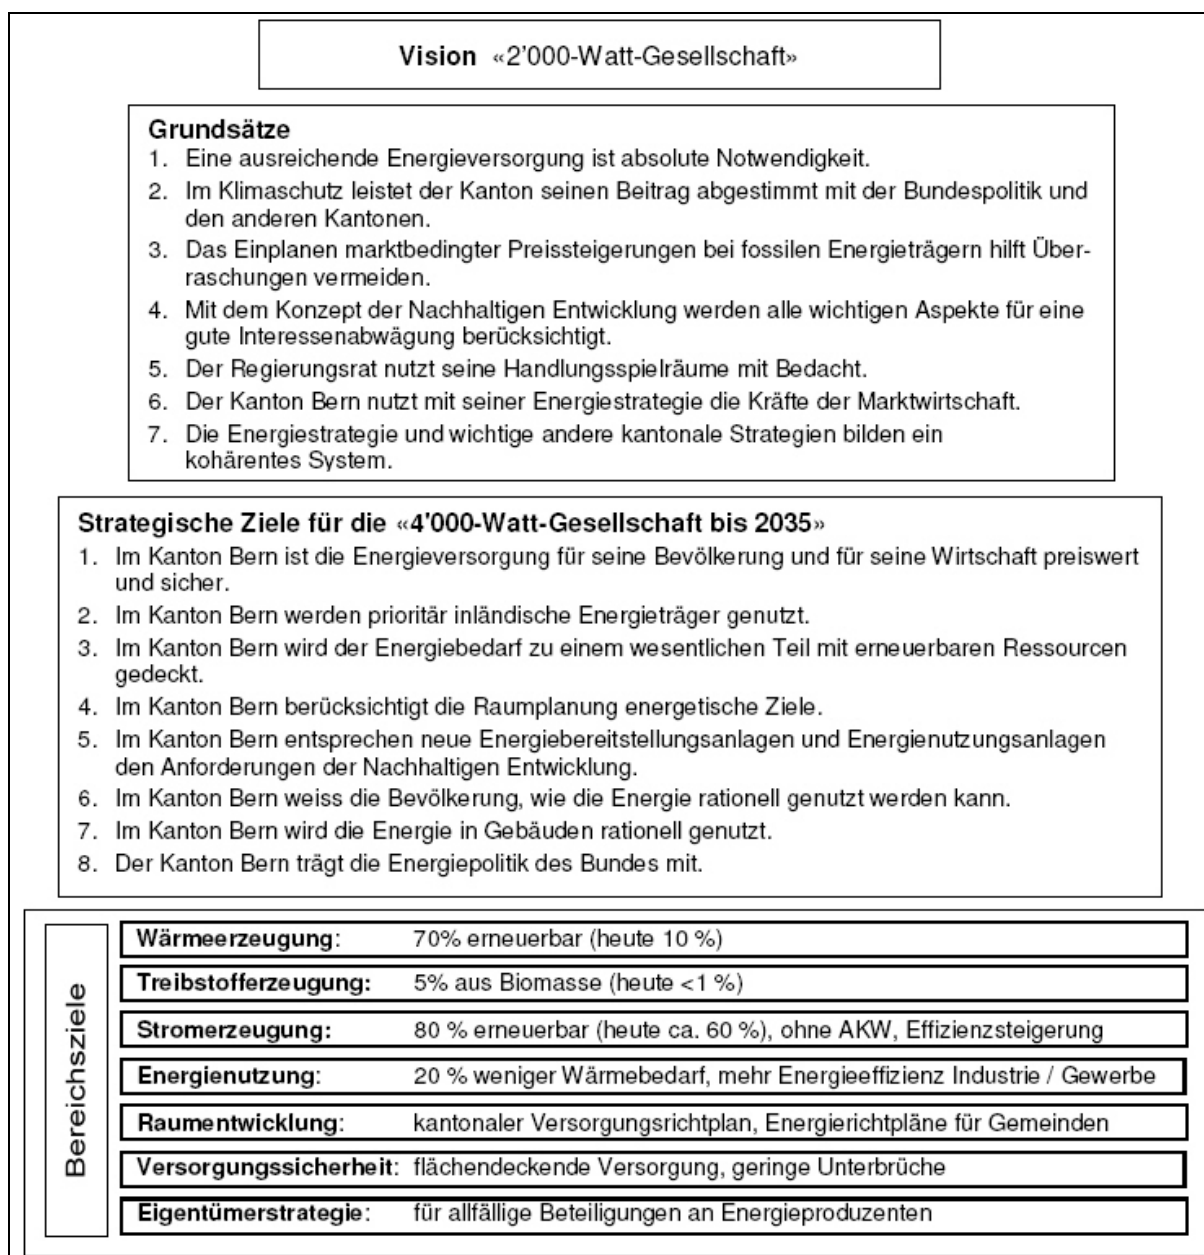 Vision «2'000-Watt-Gesellschaft»
Grundsätze
1. Eine ausreichende Energieversorgung ist absolute Notwendigkeit.
2. Im Klimaschutz leistet der Kanton seinen Beitrag abgestimmt mit der Bundespolitik und
den anderen Kantonen.
3. Das Einplanen marktbedingter Preissteigerungen bei fossilen Energieträgern hilft Über-
raschungen vermeiden.
4. Mit dem Konzept der Nachhaltigen Entwicklung werden alle wichtigen Aspekte für eine
gute Interessenabwägung berücksichtigt.
5. Der Regierungsrat nutzt seine Handlungsspielräume mit Bedacht.
6. Der Kanton Bern nutzt mit seiner Energiestrategie die Kräfte der Marktwirtschaft.
7. Die Energiestrategie und wichtige andere kantonale Strategien bilden ein
kohärentes System.
Strategische Ziele für die «4'000-Watt-Gesellschaft bis 2035»
1. Im Kanton Bern ist die Energieversorgung für seine Bevölkerung und für seine Wirtschaft preiswert
und sicher.
2. Im Kanton Bern werden prioritär inländische Energieträger genutzt.
3. Im Kanton Bern wird der Energiebedarf zu einem wesentlichen Teil mit erneuerbaren Ressourcen
gedeckt.
4. Im Kanton Bern berücksichtigt die Raumplanung energetische Ziele.
5. Im Kanton Bern entsprechen neue Energiebereitstellungsanlagen und Energienutzungsanlagen
den Anforderungen der Nachhaltigen Entwicklung.
6. Im Kanton Bern weiss die Bevölkerung, wie die Energie rationell genutzt werden kann.
7. Im Kanton Bern wird die Energie in Gebäuden rationell genutzt.
8. Der Kanton Bern trägt die Energiepolitik des Bundes mit.
Bereichsziele
Wärmeerzeugung: 70% erneuerbar (heute 10 %)
Treibstofferzeugung: 5% aus Biomasse (heute <1 %)
Stromerzeugung: 80 % erneuerbar (heute ca. 60 %), ohne AKW, Effizienzsteigerung
Energienutzung: 20 % weniger Wärmebedarf, mehr Energieeffizienz Industrie / Gewerbe
Raumentwicklung: kantonaler Versorgungsrichtplan, Energierichtpläne für Gemeinden
Versorgungssicherheit: flächendeckende Versorgung, geringe Unterbrüche
Eigentümerstrategie: für allfällige Beteiligungen an Energieproduzenten